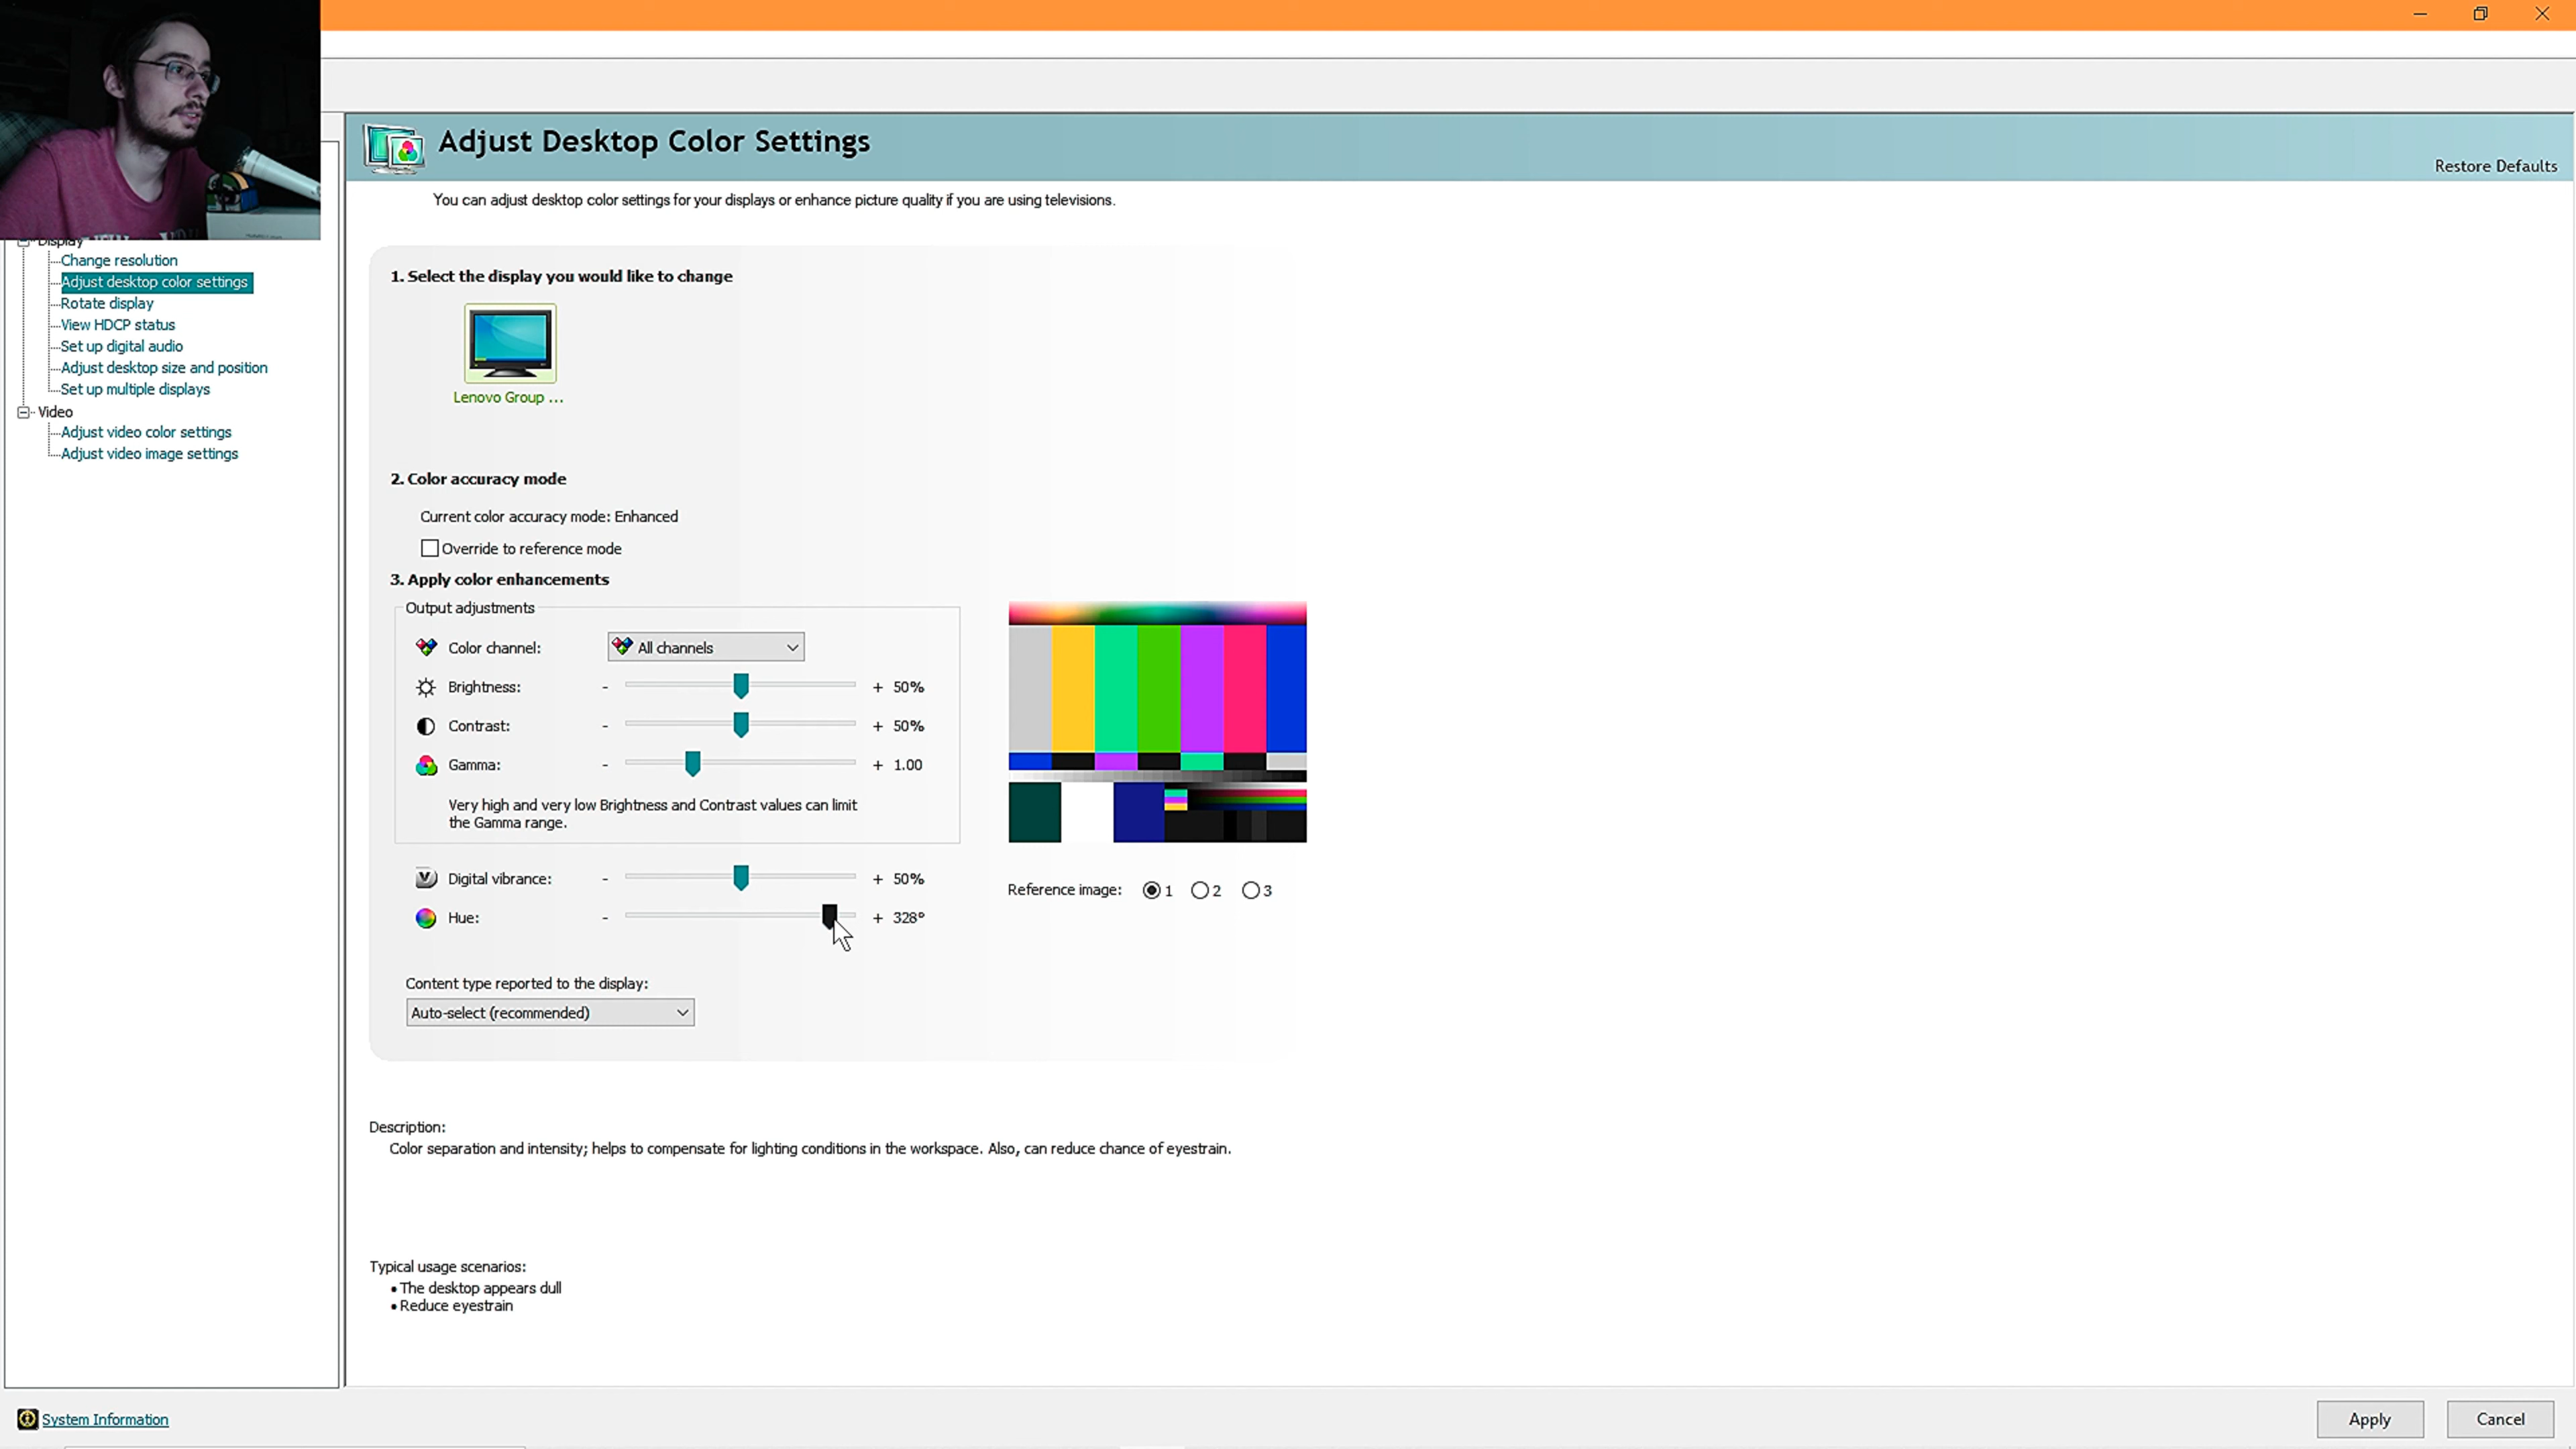 Adjust Desktop Color Settings
Restore Defaults
You can adjust desktop color settings for your displays or enhance picture quality if you are using televisions.
Display
Change resolution
Adjust desktop color settings
Rotate display
View HDCP status
Set up digital audio
Adjust desktop size and position
Set up multiple displays
Video
Adjust video color settings
Adjust video image settings
1. Select the display you would like to change
Lenovo Group ...
2. Color accuracy mode
Current color accuracy mode: Enhanced
Override to reference mode
3. Apply color enhancements
Output adjustments
Color channel: All channels
Brightness: - + 50%
Contrast: - + 50%
Gamma: - + 1.00
Very high and very low Brightness and Contrast values can limit
the Gamma range.
Digital vibrance: - + 50%
Hue: - + 328°
Reference image: 1 2 3
Content type reported to the display:
Auto-select (recommended)
Description:
Color separation and intensity; helps to compensate for lighting conditions in the workspace. Also, can reduce chance of eyestrain.
Typical usage scenarios:
• The desktop appears dull
• Reduce eyestrain
System Information
Apply
Cancel